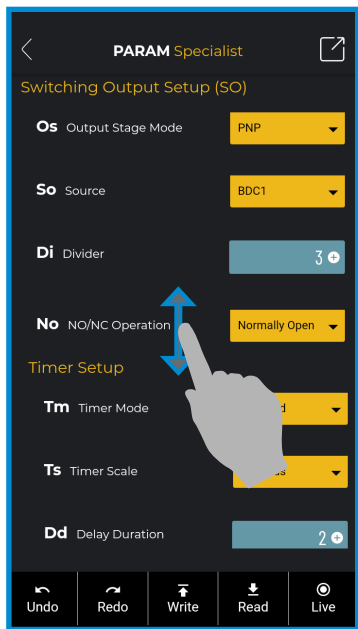 PARAM Specialist
Switching Output Setup (SO)
Os Output Stage Mode PNP
So Source BDC1
Di Divider 3
No NO/NC Operation Normally Open
Timer Setup
Tm Timer Mode
Ts Timer Scale
Dd Delay Duration 2
Undo Redo Write Read Live